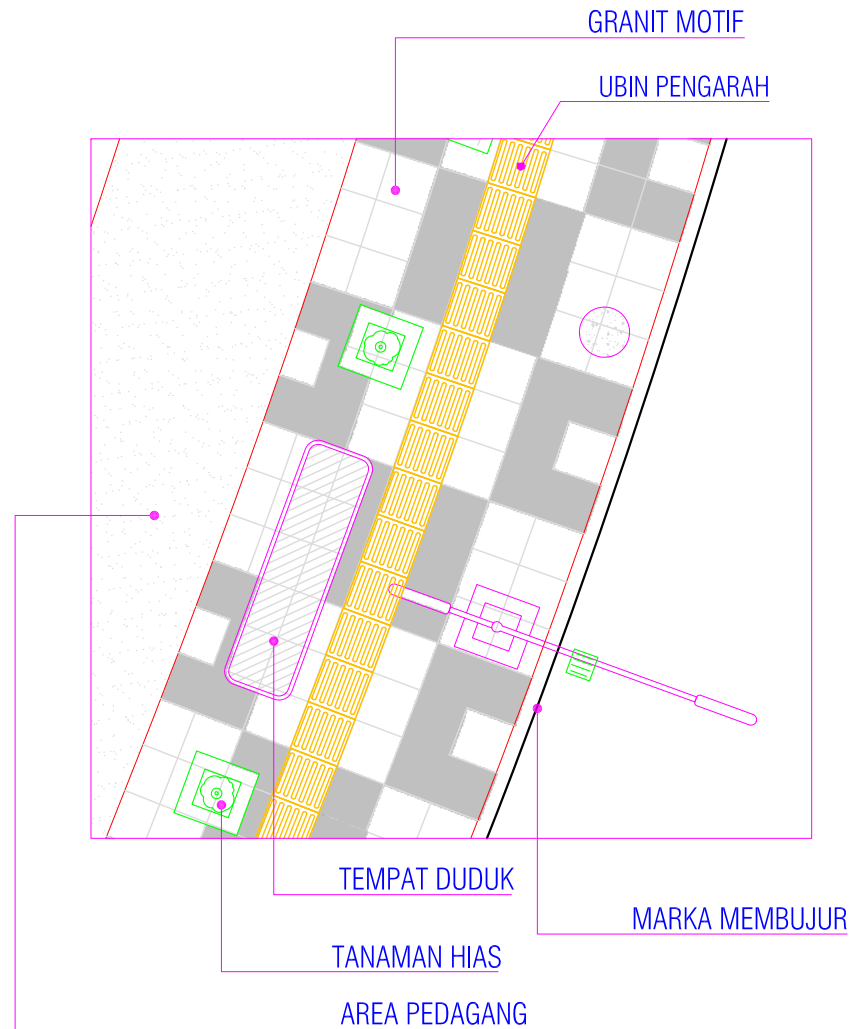 GRANIT MOTIF
UBIN PENGARAH
TEMPAT DUDUK
MARKA MEMBUJUR
TANAMAN HIAS
AREA PEDAGANG